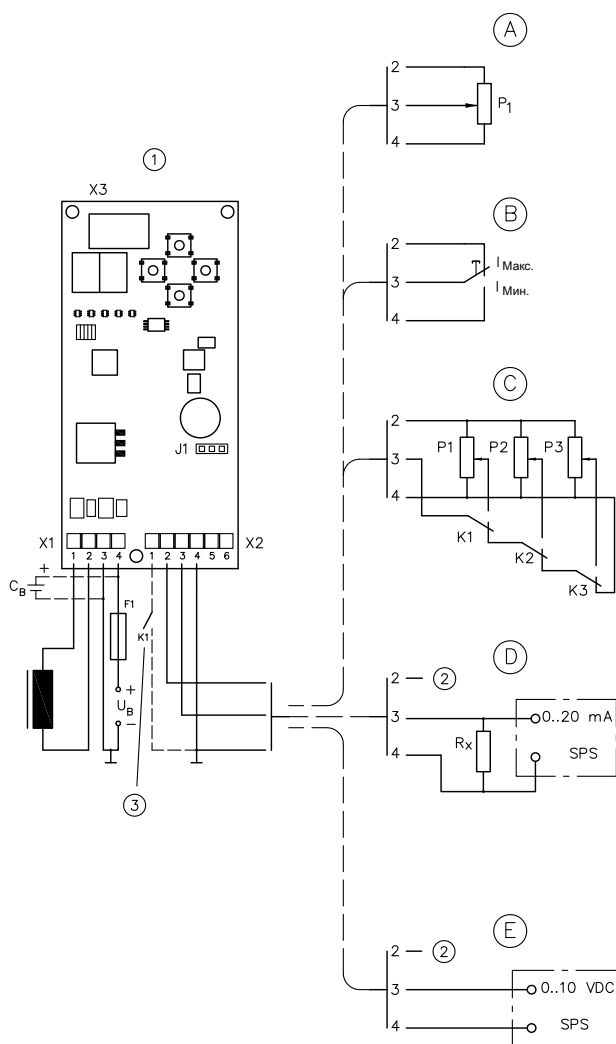 A
2
3
P1
4
1
X3
B
2
I Макс.
3
I Мин.
4
C
2
P1 P2 P3
3
J1
4
K1
X1 X2
K2
1 2 3 4 1 2 3 4 5 6
K3
+
CB
F1
K1
D
2 2
+
UB
3 0..20 mA
−
4 Rx SPS
3
E
2 2
3 0..10 VDC
4 SPS